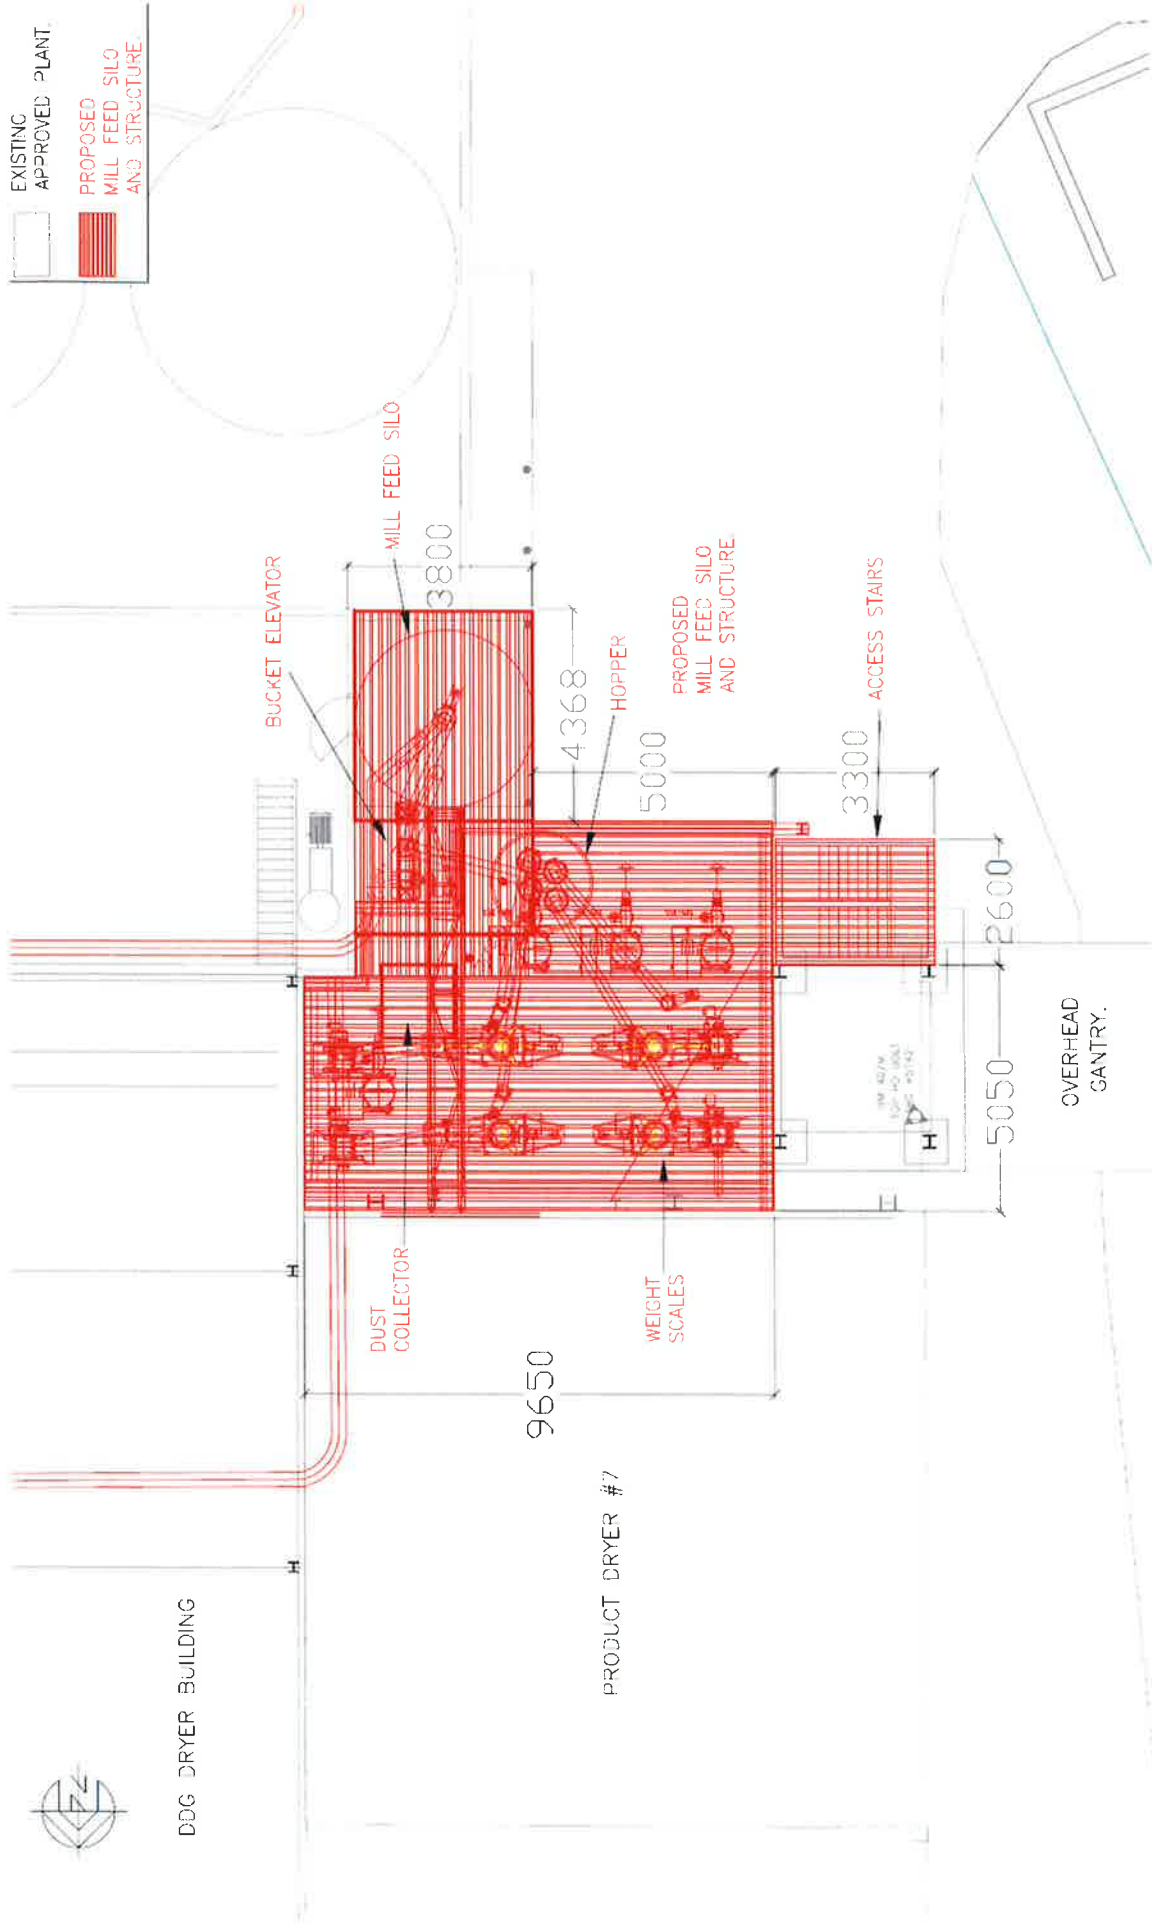 EXISTING
APPROVED PLANT.
PROPOSED
MILL FEED SILO
AND STRUCTURE.
BUCKET ELEVATOR
MILL FEED SILO
3800
4368
HOPPER
PROPOSED
MILL FEED SILO
AND STRUCTURE.
5000
3300
ACCESS STAIRS
2600
5050
OVERHEAD
GANTRY.
DUST
COLLECTOR
WEIGHT
SCALES
9650
PRODUCT DRYER #7
DDG DRYER BUILDING
N